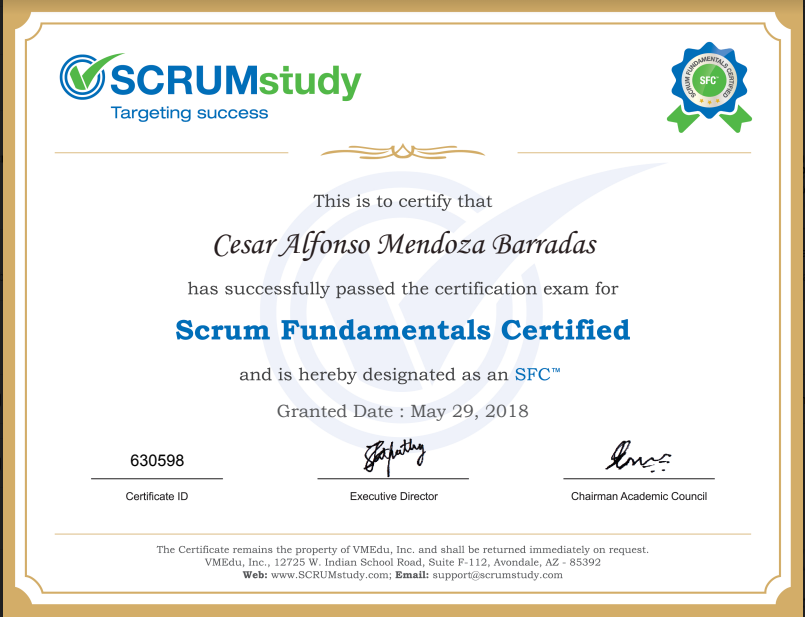 SCRUMstudy
Targeting success
SCRUM FUNDAMENTALS CERTIFIED
SFC™
This is to certify that
Cesar Alfonso Mendoza Barradas
has successfully passed the certification exam for
Scrum Fundamentals Certified
and is hereby designated as an SFC™
Granted Date : May 29, 2018
630598
Certificate ID
Executive Director
Chairman Academic Council
The Certificate remains the property of VMEdu, Inc. and shall be returned immediately on request.
VMEdu, Inc., 12725 W. Indian School Road, Suite F-112, Avondale, AZ - 85392
Web: www.SCRUMstudy.com; Email: support@scrumstudy.com